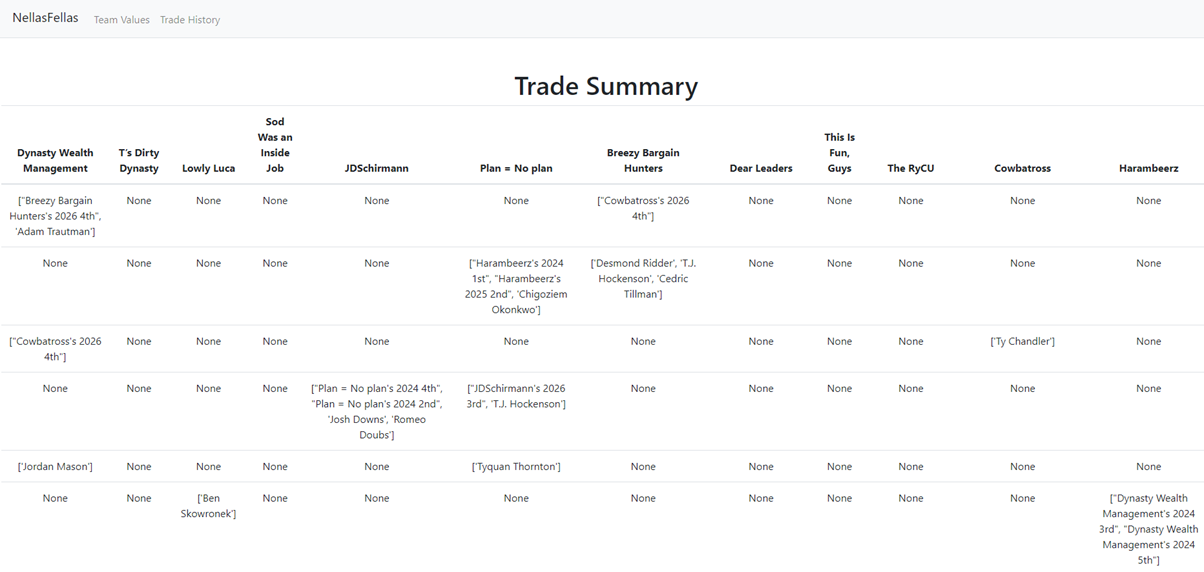 NellasFellas Team Values Trade History
Trade Summary
Dynasty Wealth
Management
T's Dirty
Dynasty
Lowly Luca
Sod
Was an
Inside
Job
JDSchirmann
Plan = No plan
Breezy Bargain
Hunters
Dear Leaders
This Is
Fun,
Guys
The RyCU
Cowbatross
Harambeerz
["Breezy Bargain
Hunters's 2026 4th",
'Adam Trautman']
None
None
None
None
None
["Cowbatross's 2026
4th"]
None
None
None
None
None
None
None
None
None
None
["Harambeerz's 2024
1st", "Harambeerz's
2025 2nd", 'Chigoziem
Okonkwo']
['Desmond Ridder', 'T.J.
Hockenson', 'Cedric
Tillman']
None
None
None
None
None
["Cowbatross's 2026
4th"]
None
None
None
None
None
None
None
None
None
['Ty Chandler']
None
None
None
None
None
["Plan = No plan's 2024 4th",
"Plan = No plan's 2024 2nd",
'Josh Downs', 'Romeo
Doubs']
["JDSchirmann's 2026
3rd", 'T.J. Hockenson']
None
None
None
None
None
None
['Jordan Mason']
None
None
None
None
['Tyquan Thornton']
None
None
None
None
None
None
None
None
['Ben
Skowronek']
None
None
None
None
None
None
None
None
["Dynasty Wealth
Management's 2024
3rd", "Dynasty Wealth
Management's 2024
5th"]